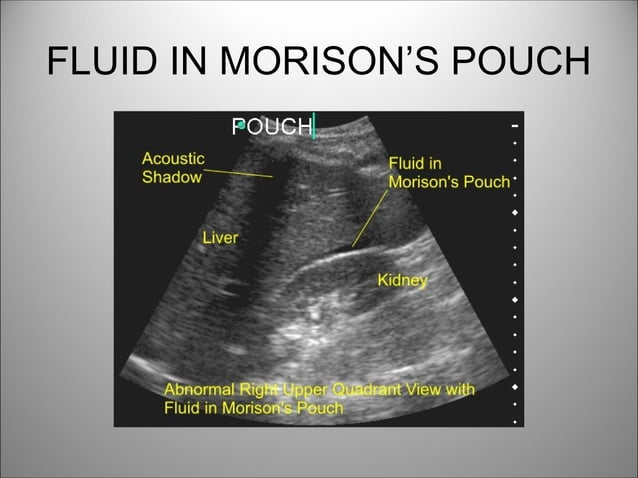 FLUID IN MORISON’S POUCH
POUCH
Acoustic
Shadow
Fluid in
Morison's Pouch
Liver
Kidney
Abnormal Right Upper Quadrant View with
Fluid in Morison's Pouch